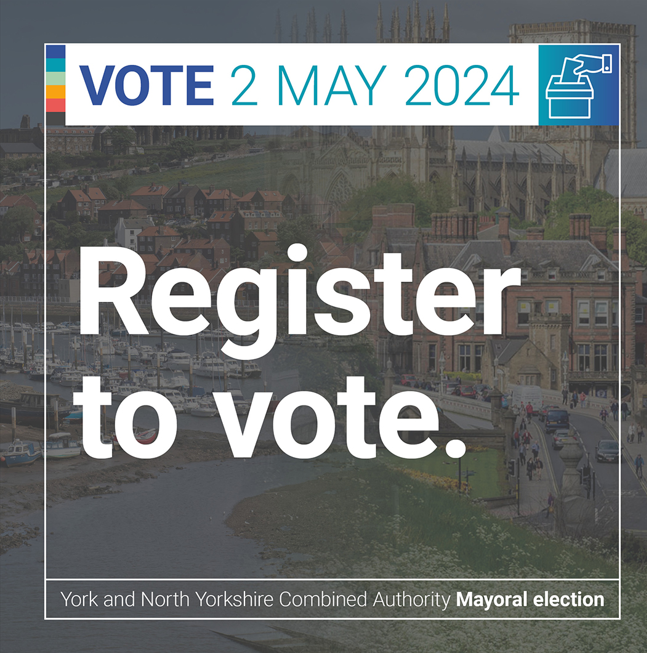 VOTE 2 MAY 2024
Register
to vote.
York and North Yorkshire Combined Authority Mayoral election